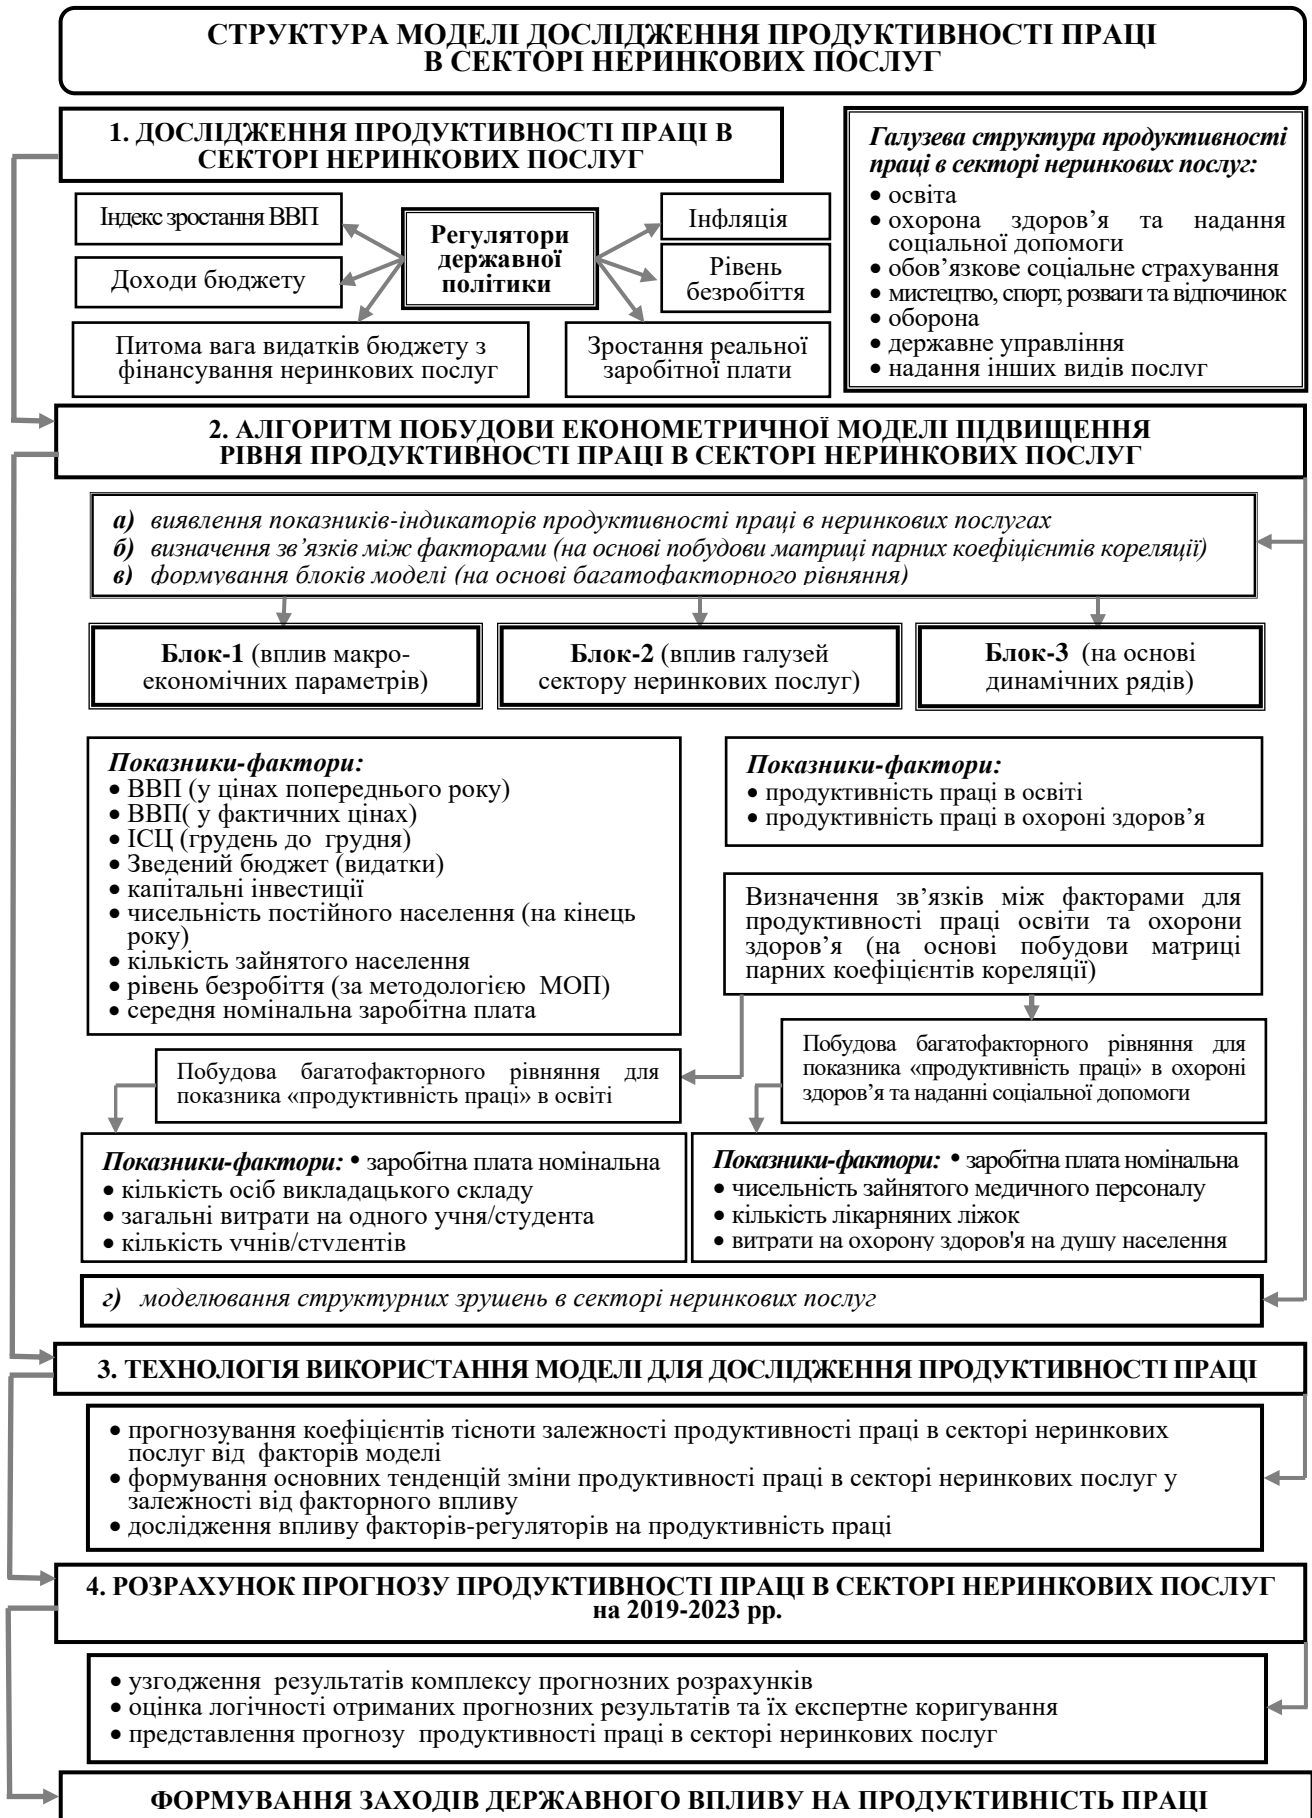 СТРУКТУРА МОДЕЛІ ДОСЛІДЖЕННЯ ПРОДУКТИВНОСТІ ПРАЦІ
В СЕКТОРІ НЕРИНКОВИХ ПОСЛУГ
1. ДОСЛІДЖЕННЯ ПРОДУКТИВНОСТІ ПРАЦІ В
СЕКТОРІ НЕРИНКОВИХ ПОСЛУГ
Галузева структура продуктивності
праці в секторі неринкових послуг:
• освіта
• охорона здоров’я та надання
соціальної допомоги
• обов’язкове соціальне страхування
• мистецтво, спорт, розваги та відпочинок
• оборона
• державне управління
• надання інших видів послуг
Індекс зростання ВВП
Доходи бюджету
Питома вага видатків бюджету з
фінансування неринкових послуг
Регулятори
державної
політики
Інфляція
Рівень
безробіття
Зростання реальної
заробітної плати
2. АЛГОРИТМ ПОБУДОВИ ЕКОНОМЕТРИЧНОЇ МОДЕЛІ ПІДВИЩЕННЯ
РІВНЯ ПРОДУКТИВНОСТІ ПРАЦІ В СЕКТОРІ НЕРИНКОВИХ ПОСЛУГ
а) виявлення показників-індикаторів продуктивності праці в неринкових послугах
б) визначення зв’язків між факторами (на основі побудови матриці парних коефіцієнтів кореляції)
в) формування блоків моделі (на основі багатофакторного рівняння)
Блок-1 (вплив макро-
економічних параметрів)
Блок-2 (вплив галузей
сектору неринкових послуг)
Блок-3 (на основі
динамічних рядів)
Показники-фактори:
• ВВП (у цінах попереднього року)
• ВВП( у фактичних цінах)
• ІСЦ (грудень до грудня)
• Зведений бюджет (видатки)
• капітальні інвестиції
• чисельність постійного населення (на кінець
року)
• кількість зайнятого населення
• рівень безробіття (за методологією МОП)
• середня номінальна заробітна плата
Показники-фактори:
• продуктивність праці в освіті
• продуктивність праці в охороні здоров’я
Визначення зв’язків між факторами для
продуктивності праці освіти та охорони
здоров’я (на основі побудови матриці
парних коефіцієнтів кореляції)
Побудова багатофакторного рівняння для
показника «продуктивність праці» в освіті
Побудова багатофакторного рівняння для
показника «продуктивність праці» в охороні
здоров’я та наданні соціальної допомоги
Показники-фактори: • заробітна плата номінальна
• кількість осіб викладацького складу
• загальні витрати на одного учня/студента
• кількість учнів/студентів
Показники-фактори: • заробітна плата номінальна
• чисельність зайнятого медичного персоналу
• кількість лікарняних ліжок
• витрати на охорону здоров'я на душу населення
г) моделювання структурних зрушень в секторі неринкових послуг
3. ТЕХНОЛОГІЯ ВИКОРИСТАННЯ МОДЕЛІ ДЛЯ ДОСЛІДЖЕННЯ ПРОДУКТИВНОСТІ ПРАЦІ
• прогнозування коефіцієнтів тісноти залежності продуктивності праці в секторі неринкових
послуг від факторів моделі
• формування основних тенденцій зміни продуктивності праці в секторі неринкових послуг у
залежності від факторного впливу
• дослідження впливу факторів-регуляторів на продуктивність праці
4. РОЗРАХУНОК ПРОГНОЗУ ПРОДУКТИВНОСТІ ПРАЦІ В СЕКТОРІ НЕРИНКОВИХ ПОСЛУГ
на 2019-2023 рр.
• узгодження результатів комплексу прогнозних розрахунків
• оцінка логічності отриманих прогнозних результатів та їх експертне коригування
• представлення прогнозу продуктивності праці в секторі неринкових послуг
ФОРМУВАННЯ ЗАХОДІВ ДЕРЖАВНОГО ВПЛИВУ НА ПРОДУКТИВНІСТЬ ПРАЦІ